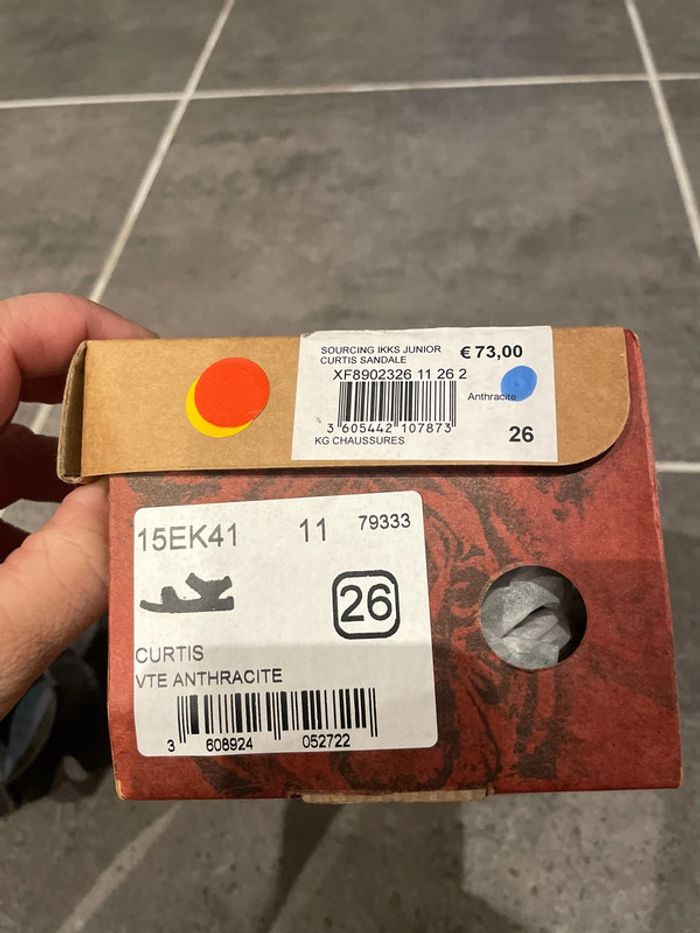 SOURCING IKKS JUNIOR € 73,00
CURTIS SANDALE
XF8902326 11 26 2
Anthracite
3 605442 107873
KG CHAUSSURES 26
15EK41 11 79333
26
CURTIS
VTE ANTHRACITE
3 608924 052722